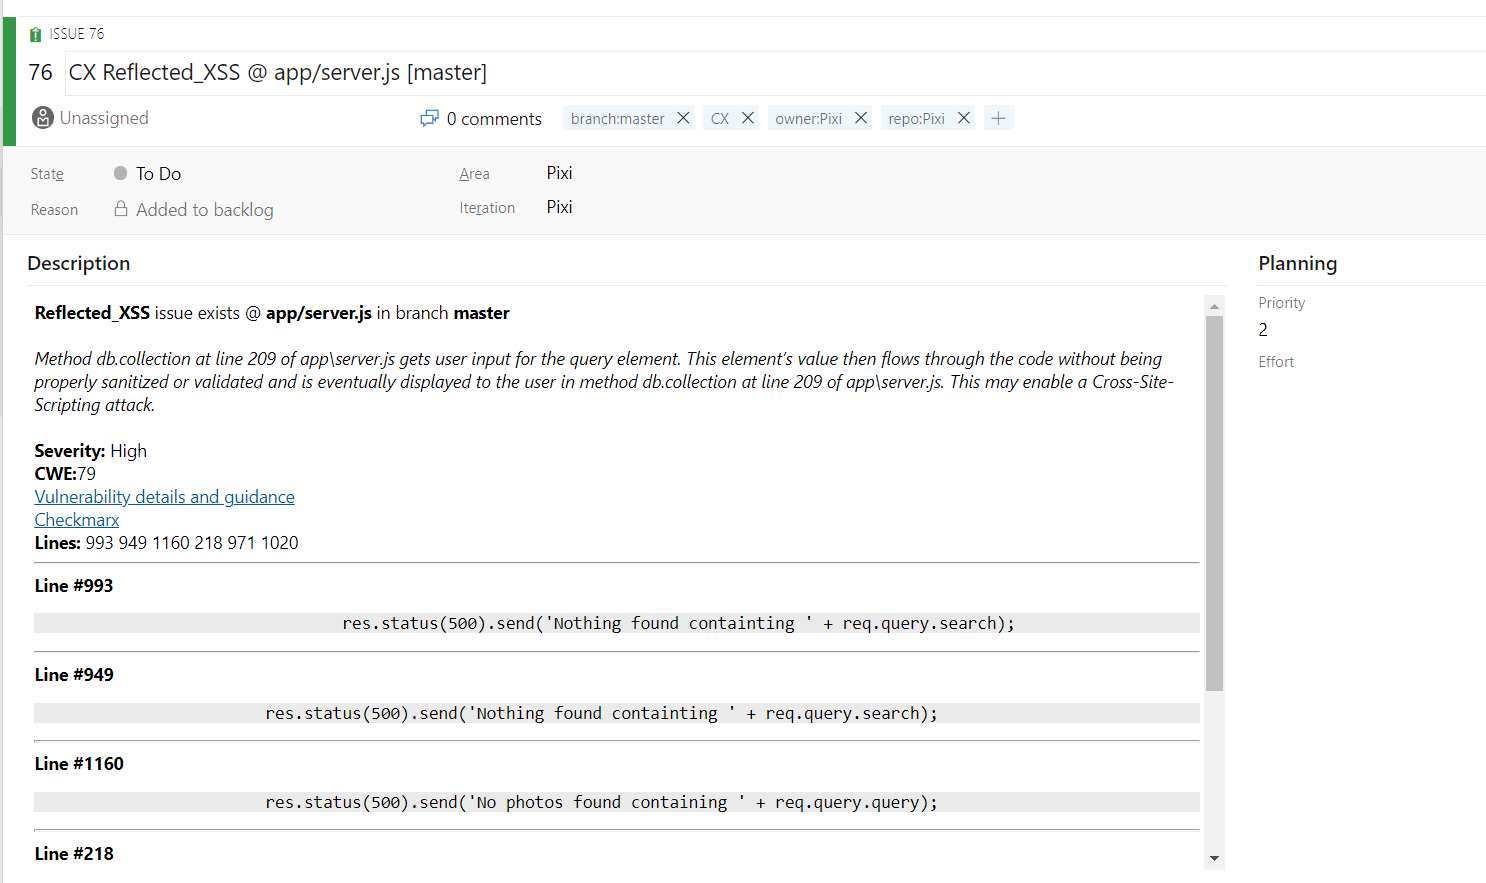 ISSUE 76
76 CX Reflected_XSS @ app/server.js [master]
Unassigned 0 comments branch:master CX owner:Pixi repo:Pixi
State To Do Area Pixi
Reason Added to backlog Iteration Pixi
Description
Reflected_XSS issue exists @ app/server.js in branch master
Method db.collection at line 209 of app\server.js gets user input for the query element. This element's value then flows through the code without being
properly sanitized or validated and is eventually displayed to the user in method db.collection at line 209 of app\server.js. This may enable a Cross-Site-
Scripting attack.
Severity: High
CWE:79
Vulnerability details and guidance
Checkmarx
Lines: 993 949 1160 218 971 1020
Line #993
res.status(500).send('Nothing found containting ' + req.query.search);
Line #949
res.status(500).send('Nothing found containting ' + req.query.search);
Line #1160
res.status(500).send('No photos found containing ' + req.query.query);
Line #218
Planning
Priority
2
Effort